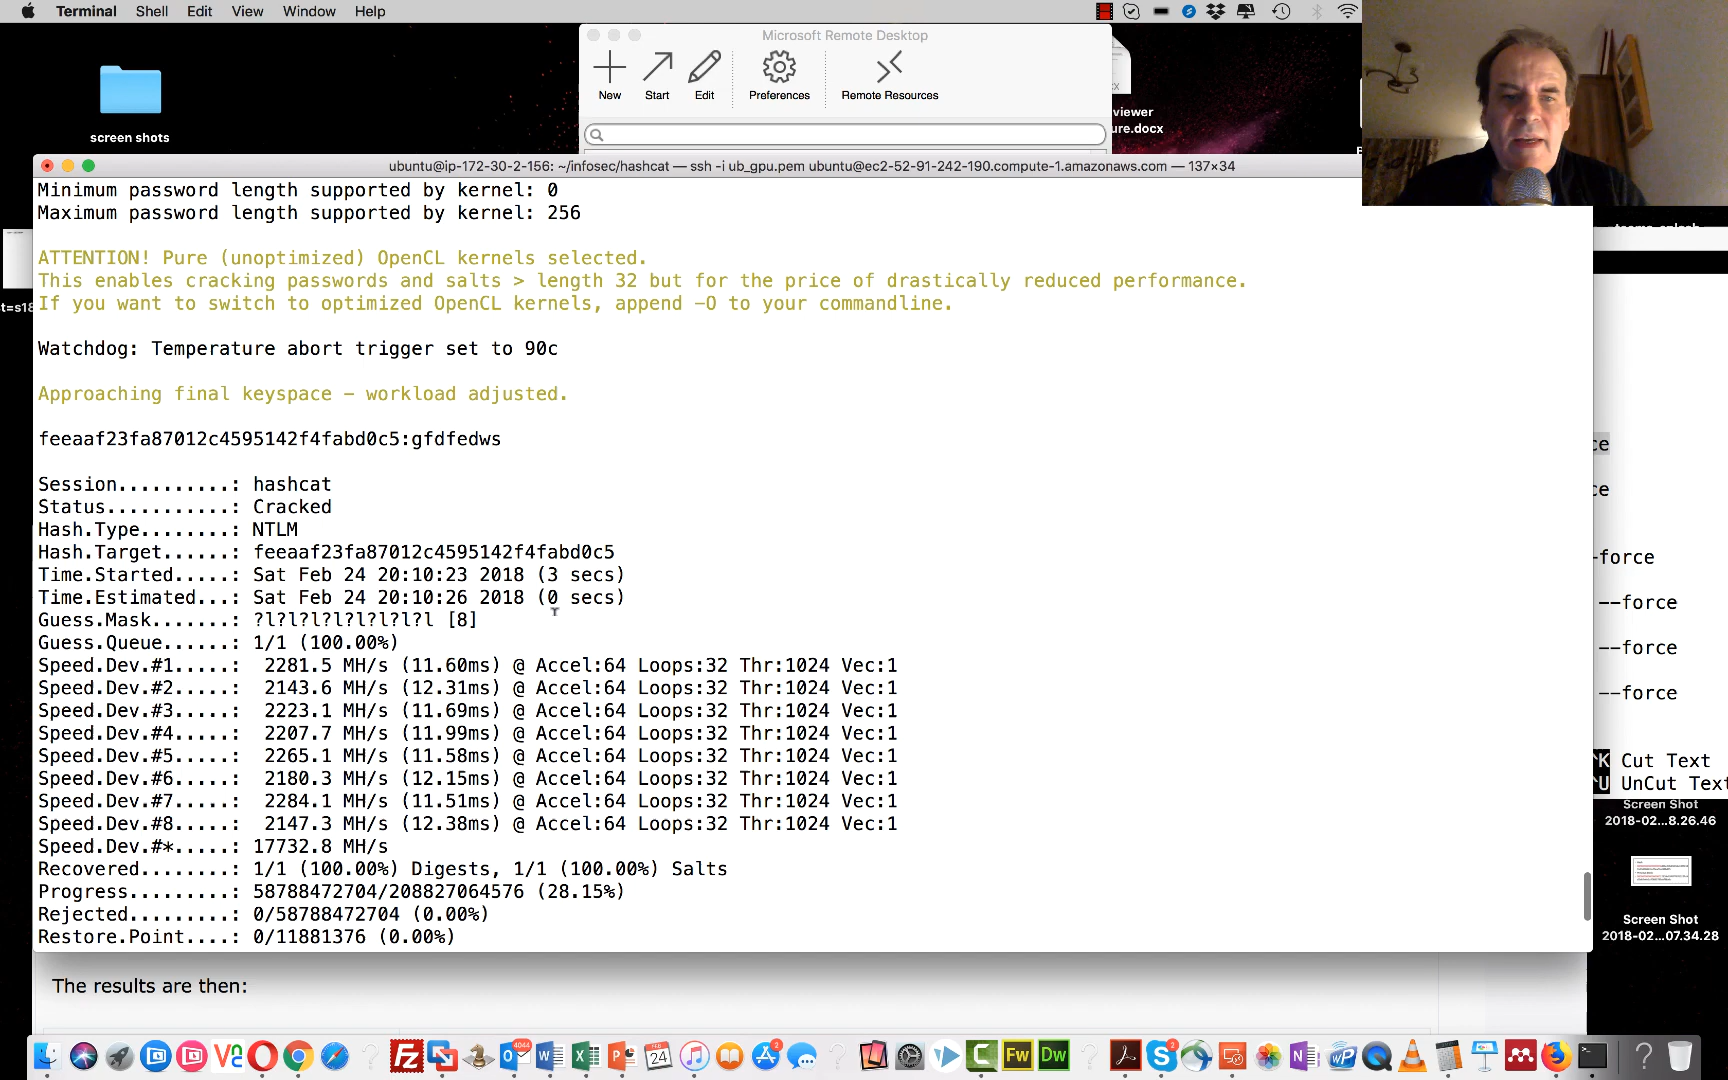 Terminal Shell Edit View Window Help
Microsoft Remote Desktop
New Start Edit Preferences Remote Resources
screen shots
viewer
ure.docx
ubuntu@ip-172-30-2-156: ~/infosec/hashcat — ssh -i ub_gpu.pem ubuntu@ec2-52-91-242-190.compute-1.amazonaws.com — 137×34
Minimum password length supported by kernel: 0
Maximum password length supported by kernel: 256
ATTENTION! Pure (unoptimized) OpenCL kernels selected.
This enables cracking passwords and salts > length 32 but for the price of drastically reduced performance.
If you want to switch to optimized OpenCL kernels, append -O to your commandline.
Watchdog: Temperature abort trigger set to 90c
Approaching final keyspace - workload adjusted.
feeaaf23fa87012c4595142f4fabd0c5:gfdfedws
Session..........: hashcat
Status...........: Cracked
Hash.Type........: NTLM
Hash.Target......: feeaaf23fa87012c4595142f4fabd0c5
Time.Started.....: Sat Feb 24 20:10:23 2018 (3 secs)
Time.Estimated...: Sat Feb 24 20:10:26 2018 (0 secs)
Guess.Mask.......: ?l?l?l?l?l?l?l?l [8]
Guess.Queue......: 1/1 (100.00%)
Speed.Dev.#1.....: 2281.5 MH/s (11.60ms) @ Accel:64 Loops:32 Thr:1024 Vec:1
Speed.Dev.#2.....: 2143.6 MH/s (12.31ms) @ Accel:64 Loops:32 Thr:1024 Vec:1
Speed.Dev.#3.....: 2223.1 MH/s (11.69ms) @ Accel:64 Loops:32 Thr:1024 Vec:1
Speed.Dev.#4.....: 2207.7 MH/s (11.99ms) @ Accel:64 Loops:32 Thr:1024 Vec:1
Speed.Dev.#5.....: 2265.1 MH/s (11.58ms) @ Accel:64 Loops:32 Thr:1024 Vec:1
Speed.Dev.#6.....: 2180.3 MH/s (12.15ms) @ Accel:64 Loops:32 Thr:1024 Vec:1
Speed.Dev.#7.....: 2284.1 MH/s (11.51ms) @ Accel:64 Loops:32 Thr:1024 Vec:1
Speed.Dev.#8.....: 2147.3 MH/s (12.38ms) @ Accel:64 Loops:32 Thr:1024 Vec:1
Speed.Dev.#*.....: 17732.8 MH/s
Recovered........: 1/1 (100.00%) Digests, 1/1 (100.00%) Salts
Progress.........: 58788472704/208827064576 (28.15%)
Rejected.........: 0/58788472704 (0.00%)
Restore.Point....: 0/11881376 (0.00%)
t=s18
ce
ce
-force
--force
--force
--force
^K Cut Text
^U UnCut Text
Screen Shot
2018-02...8.26.46
Screen Shot
2018-02...07.34.28
The results are then:
4044
FEB
24
2
Fw
Dw
2